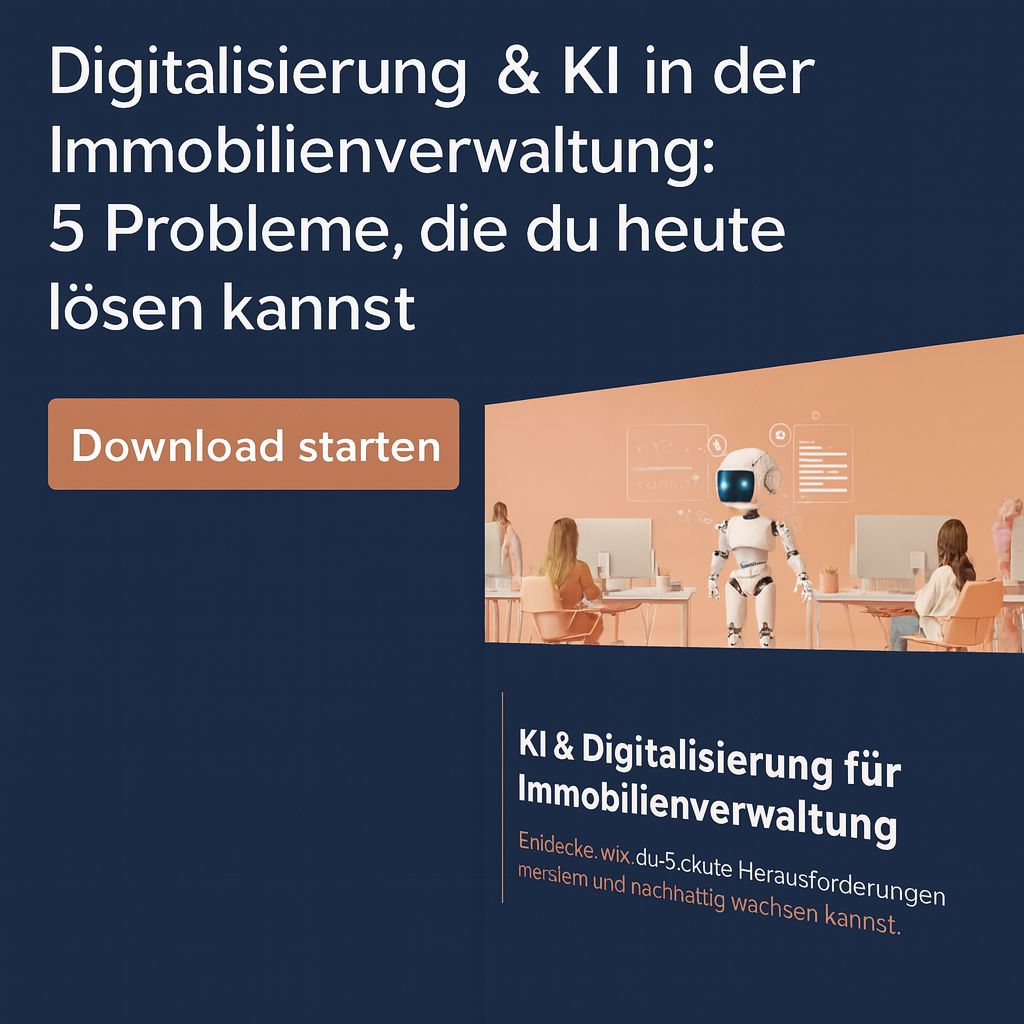 Digitalisierung & KI in der
Immobilienverwaltung:
5 Probleme, die du heute
lösen kannst
Download starten
KI & Digitalisierung für
Immobilienverwaltung
Enidecke.wix.du-5.ckute Herausforderungen
merslem und nachhattig wachsen kannst.